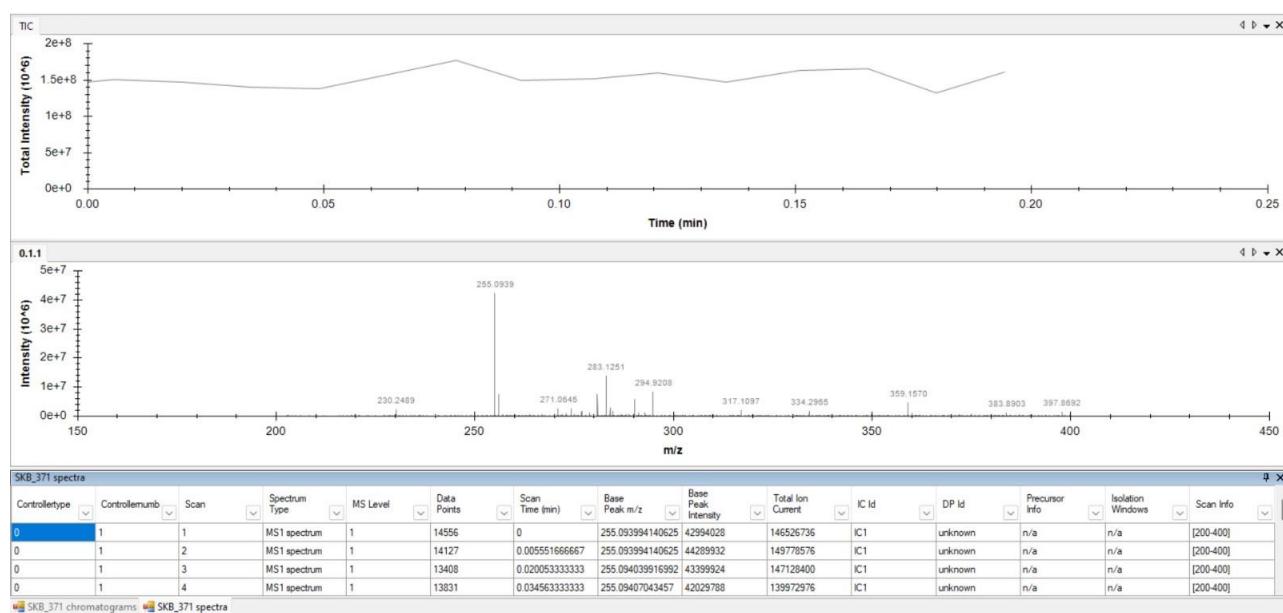 TIC
Total Intensity (10^6)
2e+8
1.5e+8
1e+8
5e+7
0e+0
0.00 0.05 0.10 0.15 0.20 0.25
Time (min)
0.1.1
Intensity (10^6)
5e+7
4e+7
3e+7
2e+7
1e+7
0e+0
255.0939
283.1251
294.9208
230.2489 271.0645 317.1097 334.2965 359.1570 383.8903 397.8692
150 200 250 300 350 400 450
m/z
SKB_371 spectra
Controllertype Controllernumb Scan Spectrum Type MS Level Data Points Scan Time (min) Base Peak m/z Base Peak Intensity Total Ion Current IC Id DP Id Precursor Info Isolation Windows Scan Info
0 1 1 MS1 spectrum 1 14556 0 255.093994140625 42994028 146526736 IC1 unknown n/a n/a [200-400]
0 1 2 MS1 spectrum 1 14127 0.005551666667 255.093994140625 44289932 149778576 IC1 unknown n/a n/a [200-400]
0 1 3 MS1 spectrum 1 13408 0.020053333333 255.094039916992 43399924 147128400 IC1 unknown n/a n/a [200-400]
0 1 4 MS1 spectrum 1 13831 0.034563333333 255.09407043457 42029788 139972976 IC1 unknown n/a n/a [200-400]
SKB_371 chromatograms SKB_371 spectra